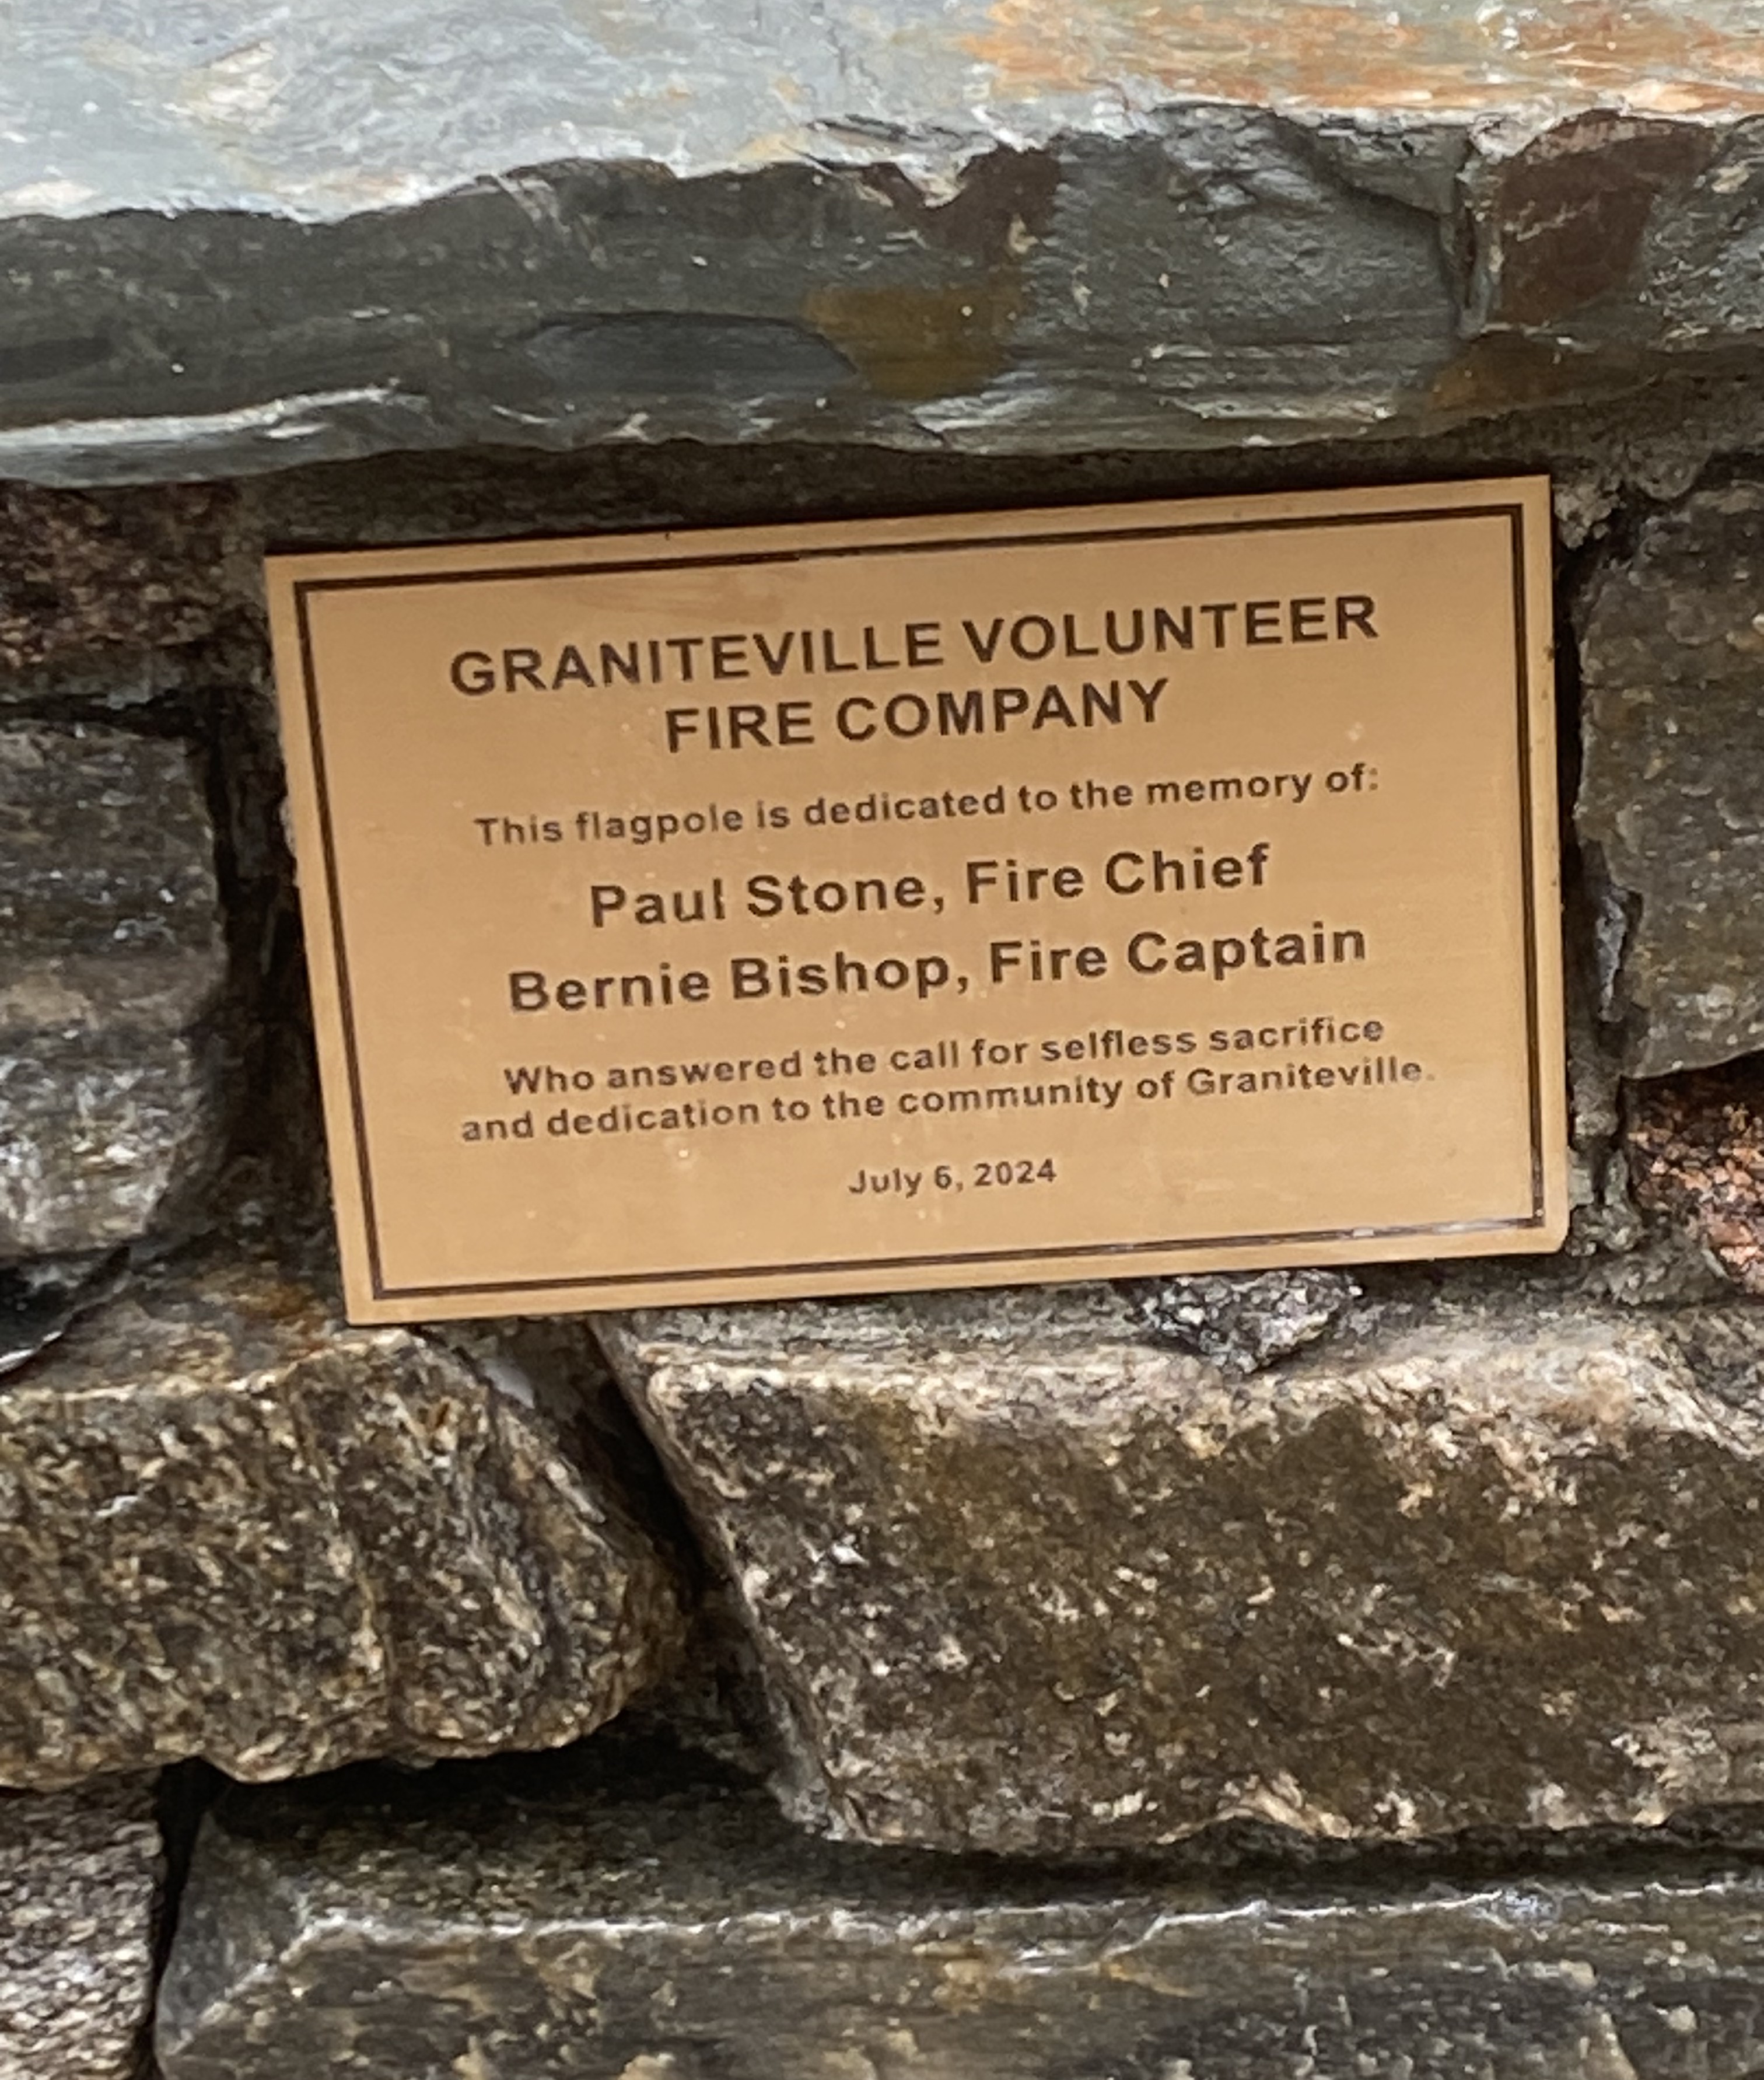 GRANITEVILLE VOLUNTEER
FIRE COMPANY
This flagpole is dedicated to the memory of:
Paul Stone, Fire Chief
Bernie Bishop, Fire Captain
Who answered the call for selfless sacrifice
and dedication to the community of Graniteville.
July 6, 2024